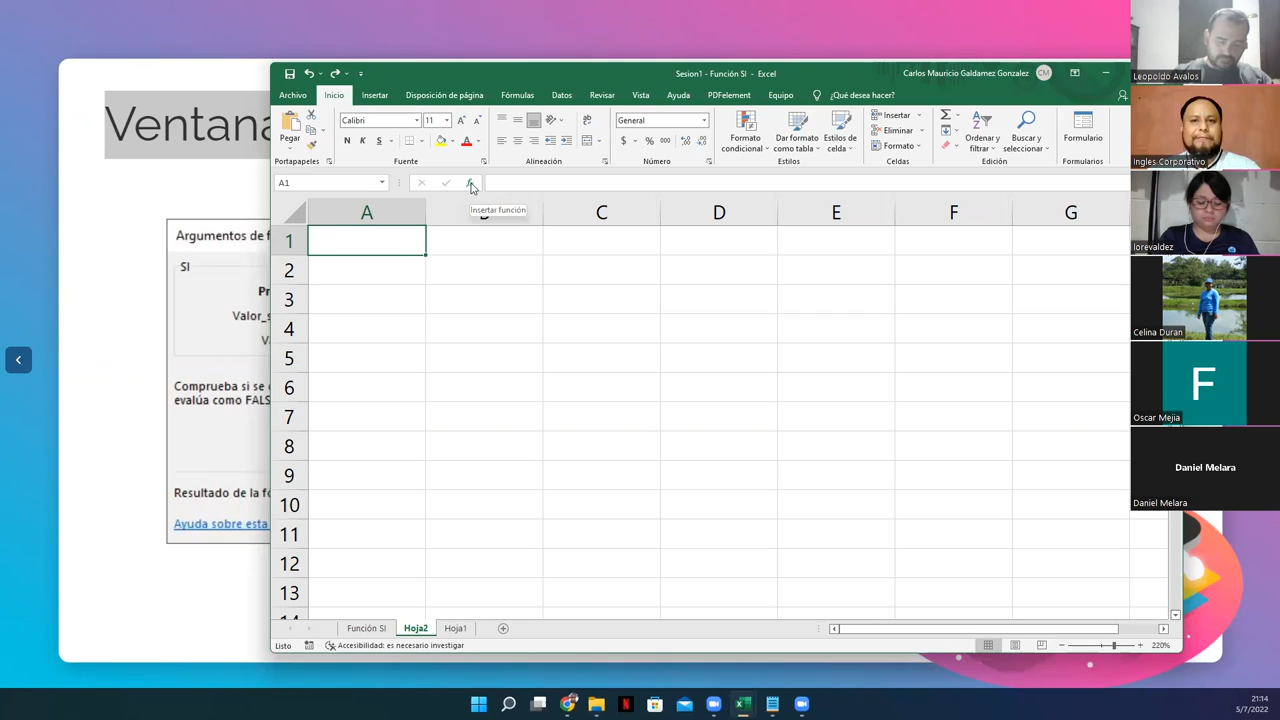 Ventana
Argumentos de f
SI
Pr
Valor_s
V
Comprueba si se
evalúa como FALS
Resultado de la fó
Ayuda sobre esta
Sesion1 - Función SI - Excel
Carlos Mauricio Galdamez Gonzalez
CM
Archivo
Inicio
Insertar
Disposición de página
Fórmulas
Datos
Revisar
Vista
Ayuda
PDFelement
Equipo
¿Qué desea hacer?
Pegar
Calibri
11
N
K
S
General
$
%
000
Formato condicional
Dar formato como tabla
Estilos de celda
Insertar
Eliminar
Formato
Ordenar y filtrar
Buscar y seleccionar
Formulario
Portapapeles
Fuente
Alineación
Número
Estilos
Celdas
Edición
Formularios
A1
Insertar función
A
C
D
E
F
G
1
2
3
4
5
6
7
8
9
10
11
12
13
14
Función SI
Hoja2
Hoja1
Listo
Accesibilidad: es necesario investigar
220%
Leopoldo Avalos
Ingles Corporativo
lorevaldez
Celina Duran
F
Oscar Mejia
Daniel Melara
Daniel Melara
21:14
5/7/2022